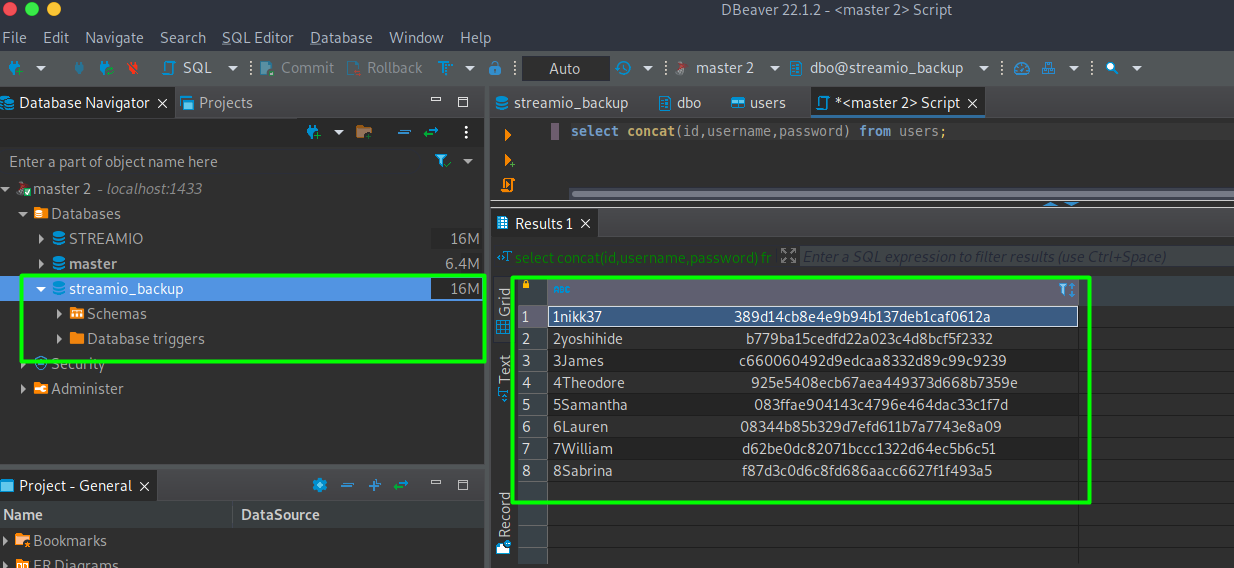 DBeaver 22.1.2 - <master 2> Script
File Edit Navigate Search SQL Editor Database Window Help
SQL Commit Rollback Auto master 2 dbo@streamio_backup
Database Navigator Projects
streamio_backup dbo users *<master 2> Script
select concat(id,username,password) from users;
Enter a part of object name here
master 2 - localhost:1433
Databases
STREAMIO 16M
master 6.4M
streamio_backup 16M
Schemas
Database triggers
Security
Administer
Results 1
select concat(id,username,password) fr Enter a SQL expression to filter results (use Ctrl+Space)
Grid
Text
Record
1 1nikk37 389d14cb8e4e9b94b137deb1caf0612a
2 2yoshihide b779ba15cedfd22a023c4d8bcf5f2332
3 3James c660060492d9edcaa8332d89c99c9239
4 4Theodore 925e5408ecb67aea449373d668b7359e
5 5Samantha 083ffae904143c4796e464dac33c1f7d
6 6Lauren 08344b85b329d7efd611b7a7743e8a09
7 7William d62be0dc82071bccc1322d64ec5b6c51
8 8Sabrina f87d3c0d6c8fd686aacc6627f1f493a5
Project - General
Name DataSource
Bookmarks
ER Diagrams